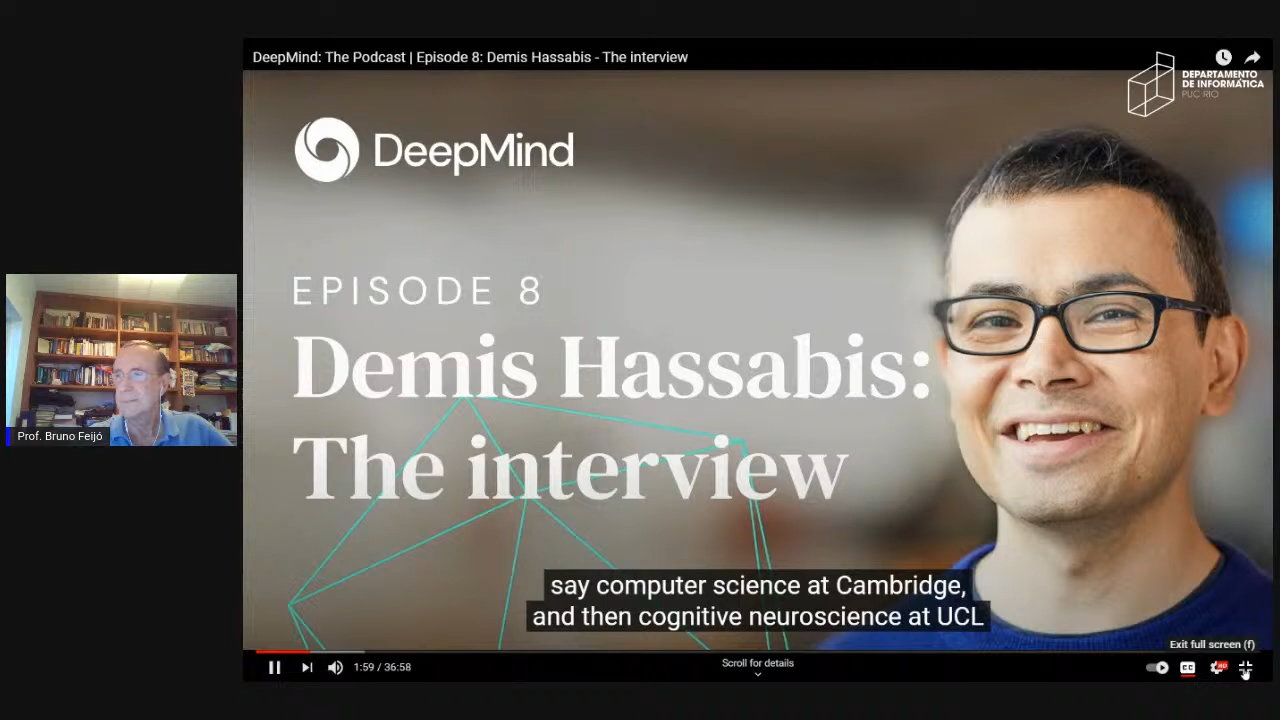 DeepMind: The Podcast | Episode 8: Demis Hassabis - The interview
DEPARTAMENTO
DE INFORMÁTICA
PUC-RIO
DeepMind
EPISODE 8
Demis Hassabis:
The interview
Prof. Bruno Feijó
say computer science at Cambridge,
and then cognitive neuroscience at UCL
Exit full screen (f)
1:59 / 36:58
Scroll for details
CC
HD